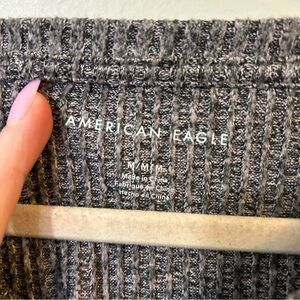 AMERICAN EAGLE
M/M/M
Made in China
Fabriqué en Chine
Hecho en China